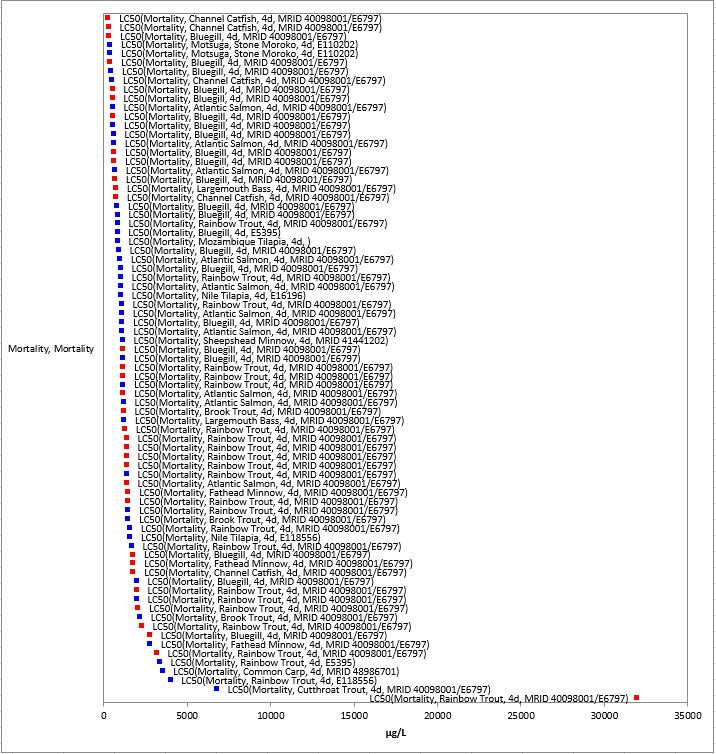 LC50(Mortality, Channel Catfish, 4d, MRID 40098001/E6797)
LC50(Mortality, Channel Catfish, 4d, MRID 40098001/E6797)
LC50(Mortality, Bluegill, 4d, MRID 40098001/E6797)
LC50(Mortality, Motsuga, Stone Moroko, 4d, E110202)
LC50(Mortality, Motsuga, Stone Moroko, 4d, E110202)
LC50(Mortality, Bluegill, 4d, MRID 40098001/E6797)
LC50(Mortality, Bluegill, 4d, MRID 40098001/E6797)
LC50(Mortality, Channel Catfish, 4d, MRID 40098001/E6797)
LC50(Mortality, Bluegill, 4d, MRID 40098001/E6797)
LC50(Mortality, Bluegill, 4d, MRID 40098001/E6797)
LC50(Mortality, Atlantic Salmon, 4d, MRID 40098001/E6797)
LC50(Mortality, Bluegill, 4d, MRID 40098001/E6797)
LC50(Mortality, Bluegill, 4d, MRID 40098001/E6797)
LC50(Mortality, Bluegill, 4d, MRID 40098001/E6797)
LC50(Mortality, Atlantic Salmon, 4d, MRID 40098001/E6797)
LC50(Mortality, Bluegill, 4d, MRID 40098001/E6797)
LC50(Mortality, Bluegill, 4d, MRID 40098001/E6797)
LC50(Mortality, Atlantic Salmon, 4d, MRID 40098001/E6797)
LC50(Mortality, Bluegill, 4d, MRID 40098001/E6797)
LC50(Mortality, Largemouth Bass, 4d, MRID 40098001/E6797)
LC50(Mortality, Channel Catfish, 4d, MRID 40098001/E6797)
LC50(Mortality, Bluegill, 4d, MRID 40098001/E6797)
LC50(Mortality, Bluegill, 4d, MRID 40098001/E6797)
LC50(Mortality, Rainbow Trout, 4d, MRID 40098001/E6797)
LC50(Mortality, Bluegill, 4d, E5395)
LC50(Mortality, Mozambique Tilapia, 4d, )
LC50(Mortality, Bluegill, 4d, MRID 40098001/E6797)
LC50(Mortality, Atlantic Salmon, 4d, MRID 40098001/E6797)
LC50(Mortality, Bluegill, 4d, MRID 40098001/E6797)
LC50(Mortality, Rainbow Trout, 4d, MRID 40098001/E6797)
LC50(Mortality, Atlantic Salmon, 4d, MRID 40098001/E6797)
LC50(Mortality, Nile Tilapia, 4d, E16196)
LC50(Mortality, Rainbow Trout, 4d, MRID 40098001/E6797)
LC50(Mortality, Atlantic Salmon, 4d, MRID 40098001/E6797)
LC50(Mortality, Bluegill, 4d, MRID 40098001/E6797)
LC50(Mortality, Atlantic Salmon, 4d, MRID 40098001/E6797)
LC50(Mortality, Sheepshead Minnow, 4d, MRID 41441202)
Mortality, Mortality
LC50(Mortality, Bluegill, 4d, MRID 40098001/E6797)
LC50(Mortality, Bluegill, 4d, MRID 40098001/E6797)
LC50(Mortality, Rainbow Trout, 4d, MRID 40098001/E6797)
LC50(Mortality, Rainbow Trout, 4d, MRID 40098001/E6797)
LC50(Mortality, Rainbow Trout, 4d, MRID 40098001/E6797)
LC50(Mortality, Atlantic Salmon, 4d, MRID 40098001/E6797)
LC50(Mortality, Atlantic Salmon, 4d, MRID 40098001/E6797)
LC50(Mortality, Brook Trout, 4d, MRID 40098001/E6797)
LC50(Mortality, Largemouth Bass, 4d, MRID 40098001/E6797)
LC50(Mortality, Rainbow Trout, 4d, MRID 40098001/E6797)
LC50(Mortality, Rainbow Trout, 4d, MRID 40098001/E6797)
LC50(Mortality, Rainbow Trout, 4d, MRID 40098001/E6797)
LC50(Mortality, Rainbow Trout, 4d, MRID 40098001/E6797)
LC50(Mortality, Rainbow Trout, 4d, MRID 40098001/E6797)
LC50(Mortality, Rainbow Trout, 4d, MRID 40098001/E6797)
LC50(Mortality, Atlantic Salmon, 4d, MRID 40098001/E6797)
LC50(Mortality, Fathead Minnow, 4d, MRID 40098001/E6797)
LC50(Mortality, Rainbow Trout, 4d, MRID 40098001/E6797)
LC50(Mortality, Rainbow Trout, 4d, MRID 40098001/E6797)
LC50(Mortality, Brook Trout, 4d, MRID 40098001/E6797)
LC50(Mortality, Rainbow Trout, 4d, MRID 40098001/E6797)
LC50(Mortality, Nile Tilapia, 4d, E118556)
LC50(Mortality, Rainbow Trout, 4d, MRID 40098001/E6797)
LC50(Mortality, Bluegill, 4d, MRID 40098001/E6797)
LC50(Mortality, Fathead Minnow, 4d, MRID 40098001/E6797)
LC50(Mortality, Channel Catfish, 4d, MRID 40098001/E6797)
LC50(Mortality, Bluegill, 4d, MRID 40098001/E6797)
LC50(Mortality, Rainbow Trout, 4d, MRID 40098001/E6797)
LC50(Mortality, Rainbow Trout, 4d, MRID 40098001/E6797)
LC50(Mortality, Rainbow Trout, 4d, MRID 40098001/E6797)
LC50(Mortality, Brook Trout, 4d, MRID 40098001/E6797)
LC50(Mortality, Rainbow Trout, 4d, MRID 40098001/E6797)
LC50(Mortality, Bluegill, 4d, MRID 40098001/E6797)
LC50(Mortality, Fathead Minnow, 4d, MRID 40098001/E6797)
LC50(Mortality, Rainbow Trout, 4d, MRID 40098001/E6797)
LC50(Mortality, Rainbow Trout, 4d, E5395)
LC50(Mortality, Common Carp, 4d, MRID 48986701)
LC50(Mortality, Rainbow Trout, 4d, E118556)
LC50(Mortality, Cutthroat Trout, 4d, MRID 40098001/E6797)
LC50(Mortality, Rainbow Trout, 4d, MRID 40098001/E6797)
0 5000 10000 15000 20000 25000 30000 35000
µg/L